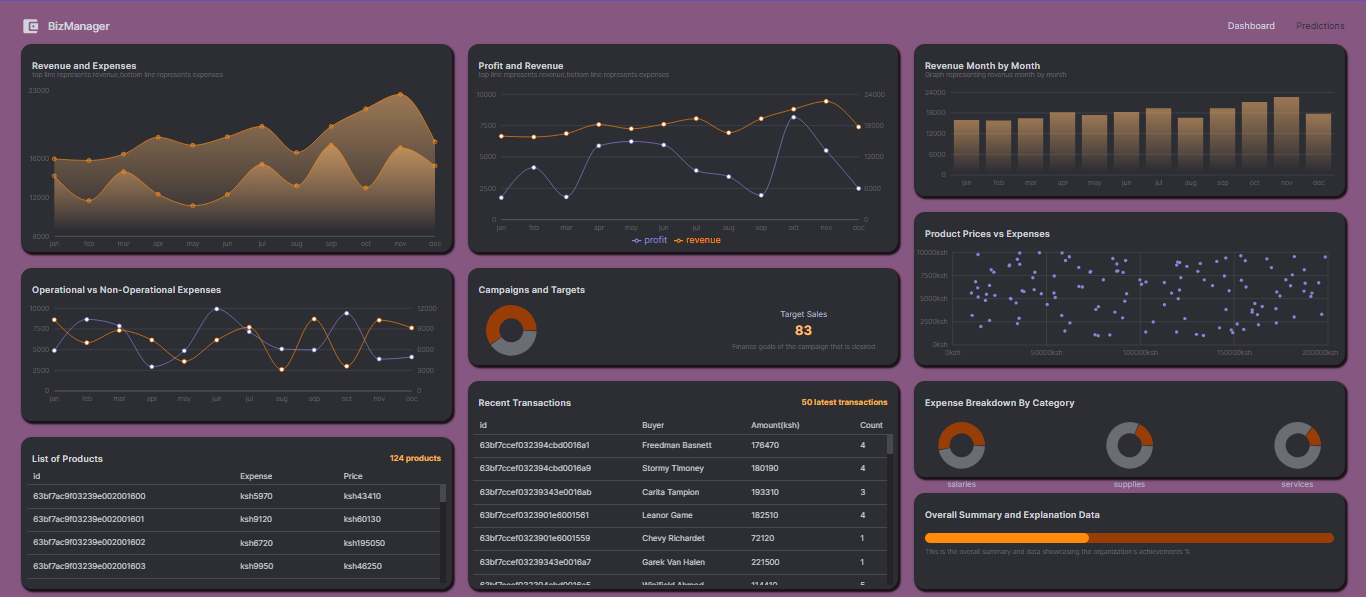 BizManager
Dashboard Predictions
Revenue and Expenses
top line represents revenue,bottom line represents expenses
23000
16000
12000
8000
jan feb mar apr may jun jul aug sep oct nov dec
Profit and Revenue
top line represents revenue,bottom line represents expenses
10000 24000
7500 18000
5000 12000
2500 6000
0 0
jan feb mar apr may jun jul aug sep oct nov dec
profit revenue
Revenue Month by Month
Graph representing revenue month by month
24000
18000
12000
6000
0
jan feb mar apr may jun jul aug sep oct nov dec
Product Prices vs Expenses
10000ksh
7500ksh
5000ksh
2500ksh
0ksh
0ksh 50000ksh 100000ksh 150000ksh 200000ksh
Operational vs Non-Operational Expenses
10000 12000
7500 9000
5000 6000
2500 3000
0 0
jan feb mar apr may jun jul aug sep oct nov dec
Campaigns and Targets
Target Sales
83
Finance goals of the campaign that is desired
List of Products 124 products
id Expense Price
63bf7ac9f03239e002001600 ksh5970 ksh43410
63bf7ac9f03239e002001601 ksh9120 ksh60130
63bf7ac9f03239e002001602 ksh6720 ksh195050
63bf7ac9f03239e002001603 ksh9950 ksh46250
Recent Transactions 50 latest transactions
id Buyer Amount(ksh) Count
63bf7ccef032394cbd0016a1 Freedman Basnett 176470 4
63bf7ccef032394cbd0016a9 Stormy Timoney 180190 4
63bf7ccef03239343e0016ab Carita Tampion 193310 3
63bf7ccef0323901e6001561 Leanor Game 182510 4
63bf7ccef0323901e6001559 Chevy Richardet 72120 1
63bf7ccef03239343e0016a7 Garek Van Halen 221500 1
63bf7ccef032394cbd0016a5 Winifield Ahmed 114410 5
Expense Breakdown By Category
salaries supplies services
Overall Summary and Explanation Data
This is the overall summary and data showcasing the organization's achievements %